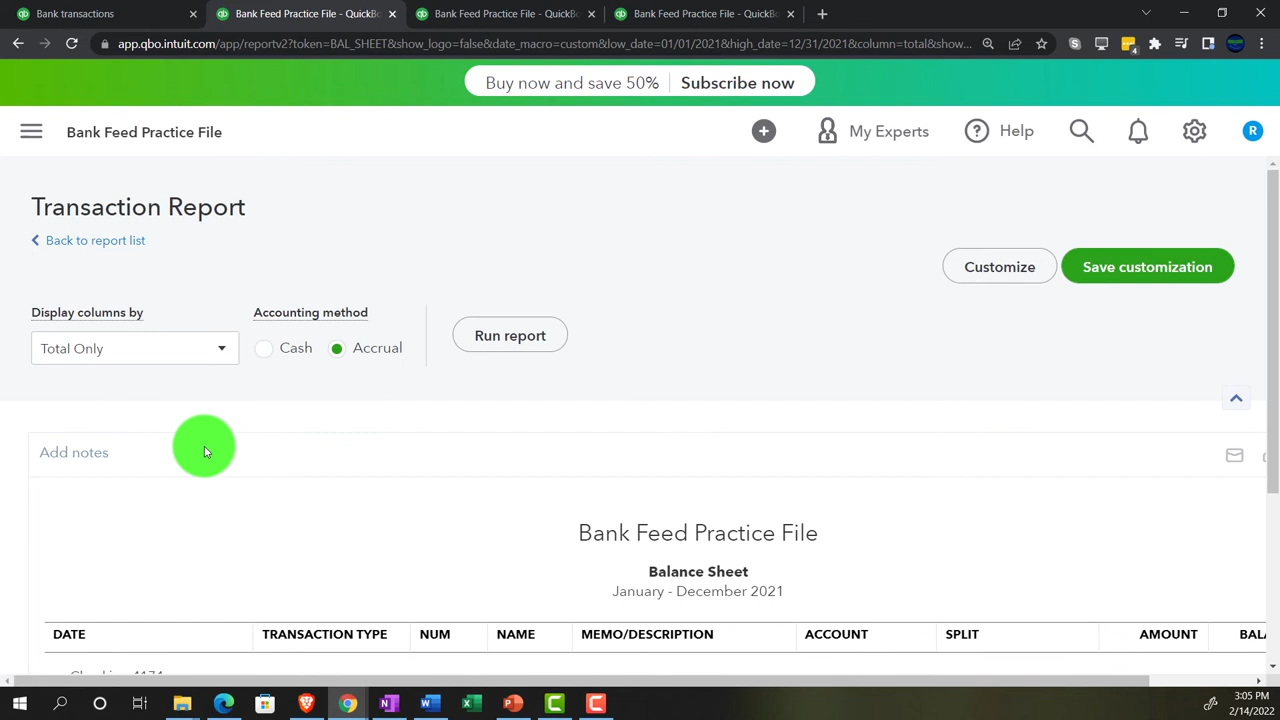 Bank transactions
Bank Feed Practice File - QuickBo
Bank Feed Practice File - QuickBo
Bank Feed Practice File - QuickBo
app.qbo.intuit.com/app/reportv2?token=BAL_SHEET&show_logo=false&date_macro=custom&low_date=01/01/2021&high_date=12/31/2021&column=total&show...
4
Buy now and save 50% Subscribe now
Bank Feed Practice File
My Experts
Help
R
Transaction Report
Back to report list
Customize
Save customization
Display columns by
Accounting method
Total Only
Cash
Accrual
Run report
Add notes
Bank Feed Practice File
Balance Sheet
January - December 2021
DATE TRANSACTION TYPE NUM NAME MEMO/DESCRIPTION ACCOUNT SPLIT AMOUNT BALA
3:05 PM
2/14/2022